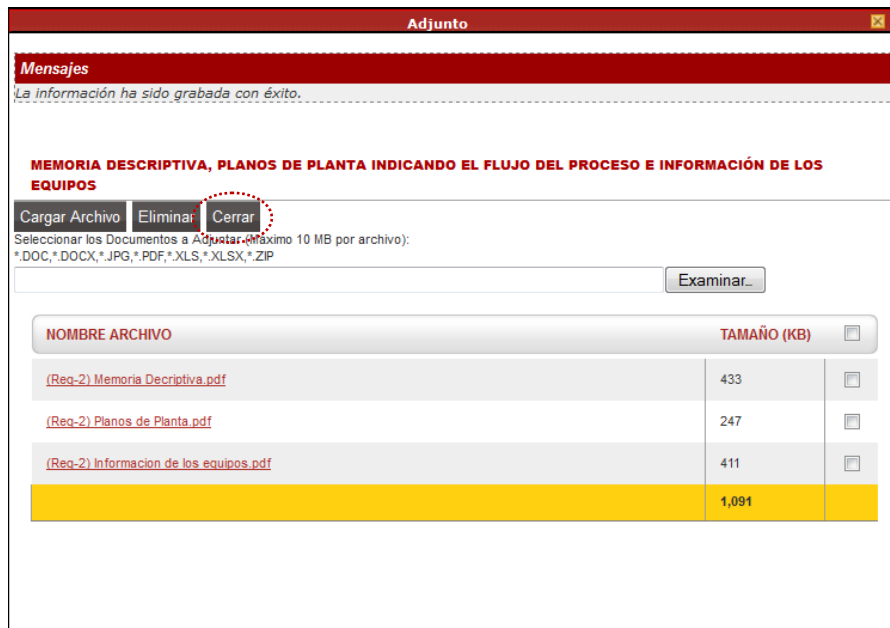 Adjunto
Mensajes
La información ha sido grabada con éxito.
MEMORIA DESCRIPTIVA, PLANOS DE PLANTA INDICANDO EL FLUJO DEL PROCESO E INFORMACIÓN DE LOS
EQUIPOS
Cargar Archivo Eliminar Cerrar
Seleccionar los Documentos a Adjuntar (Máximo 10 MB por archivo):
*.DOC,*.DOCX,*.JPG,*.PDF,*.XLS,*.XLSX,*.ZIP
Examinar...
NOMBRE ARCHIVO TAMAÑO (KB)
(Req-2) Memoria Decriptiva.pdf 433
(Req-2) Planos de Planta.pdf 247
(Req-2) Informacion de los equipos.pdf 411
1,091